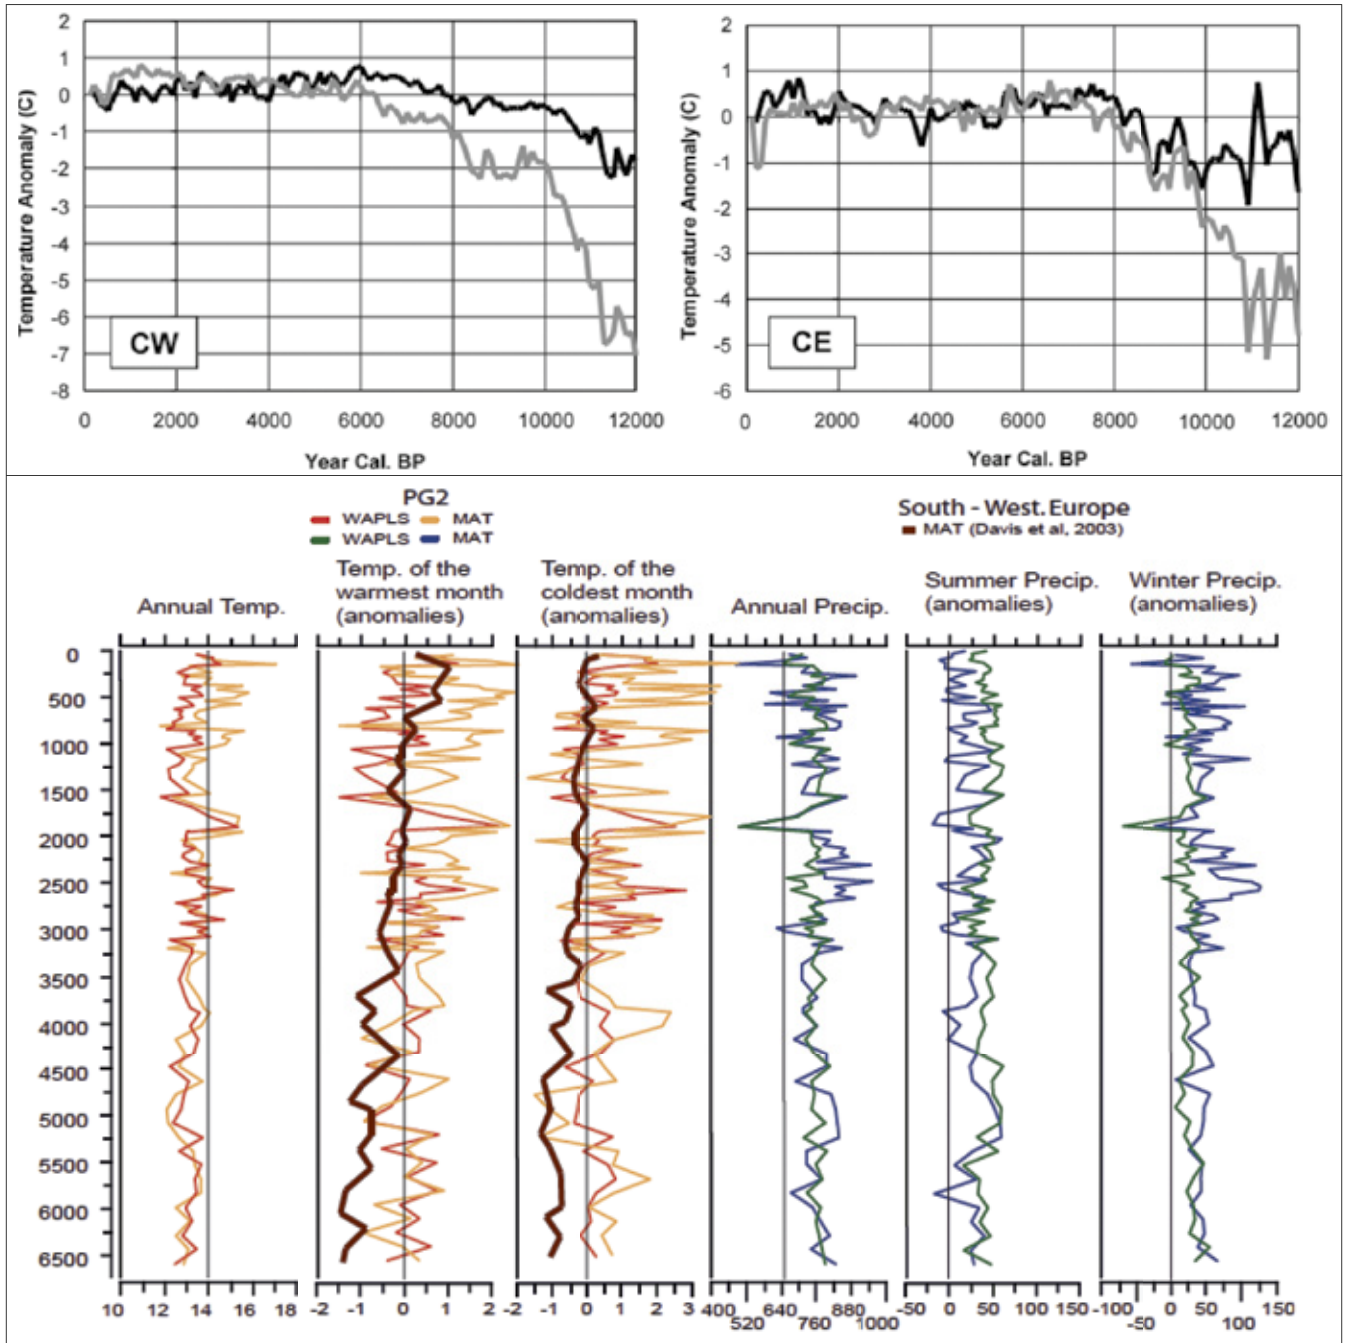 2
1
0
-1
-2
-3
-4
-5
-6
-7
-8
Temperature Anomaly (C)
CW
0 2000 4000 6000 8000 10000 12000
Year Cal. BP
2
1
0
-1
2
-3
-4
-5
-6
Temperature Anomaly (C)
CE
0 2000 4000 6000 8000 10000 12000
Year Cal. BP
PG2
WAPLS MAT
WAPLS MAT
South - West.Europe
MAT (Davis et al, 2003)
Annual Temp.
Temp. of the
warmest month
(anomalies)
Temp. of the
coldest month
(anomalies)
Annual Precip.
Summer Precip.
(anomalies)
Winter Precip.
(anomalies)
0
500
1000
1500
2000
2500
3000
3500
4000
4500
5000
5500
6000
6500
10 12 14 16 18
-2 -1 0 1 2
-2 -1 0 1 2 3
400 640 880
520 760 1000
-50 0 50 100 150
-100 0 50 150
-50 100